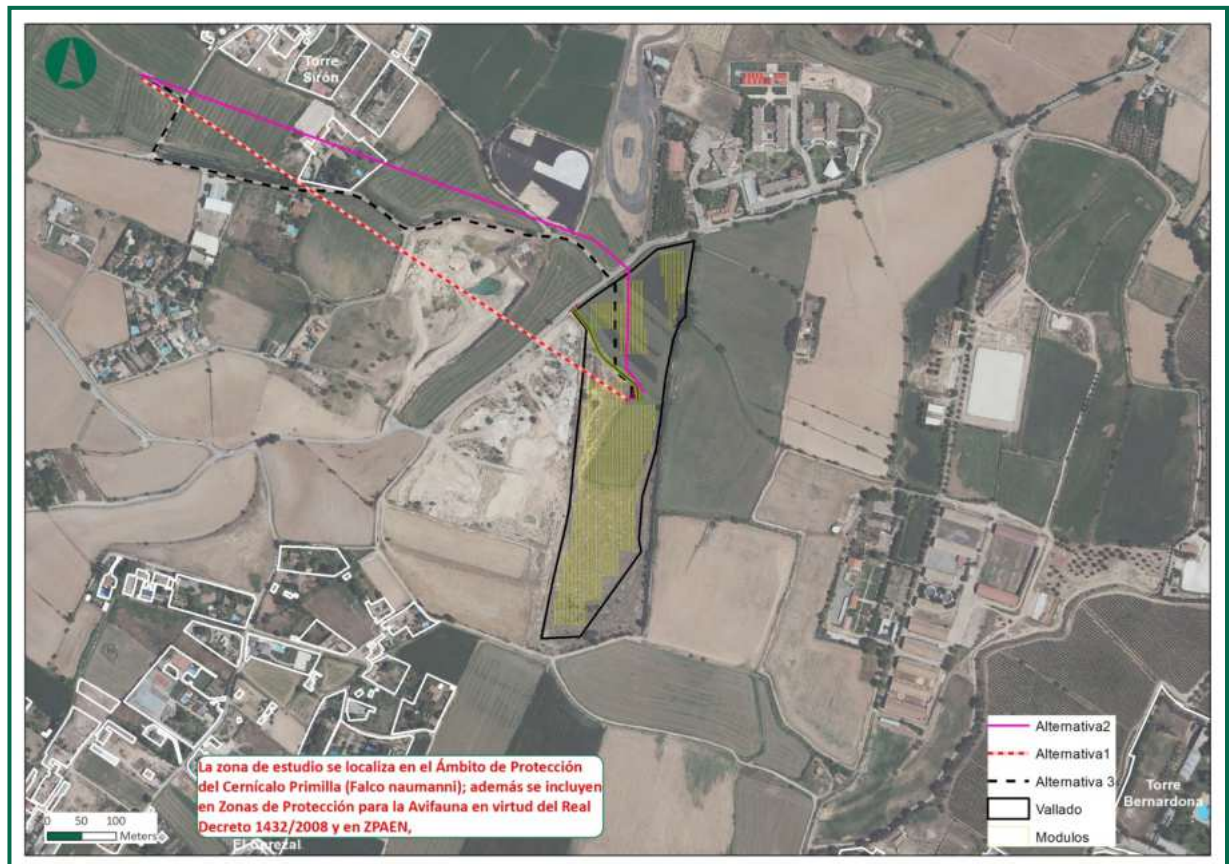 Torre
Sirón
Alternativa2
Alternativa1
Alternativa 3
Vallado
Modulos
Torre
Bernardona
La zona de estudio se localiza en el Ámbito de Protección
del Cernícalo Primilla (Falco naumanni); además se incluyen
en Zonas de Protección para la Avifauna en virtud del Real
Decreto 1432/2008 y en ZPAEN,
0 50 100
Meters